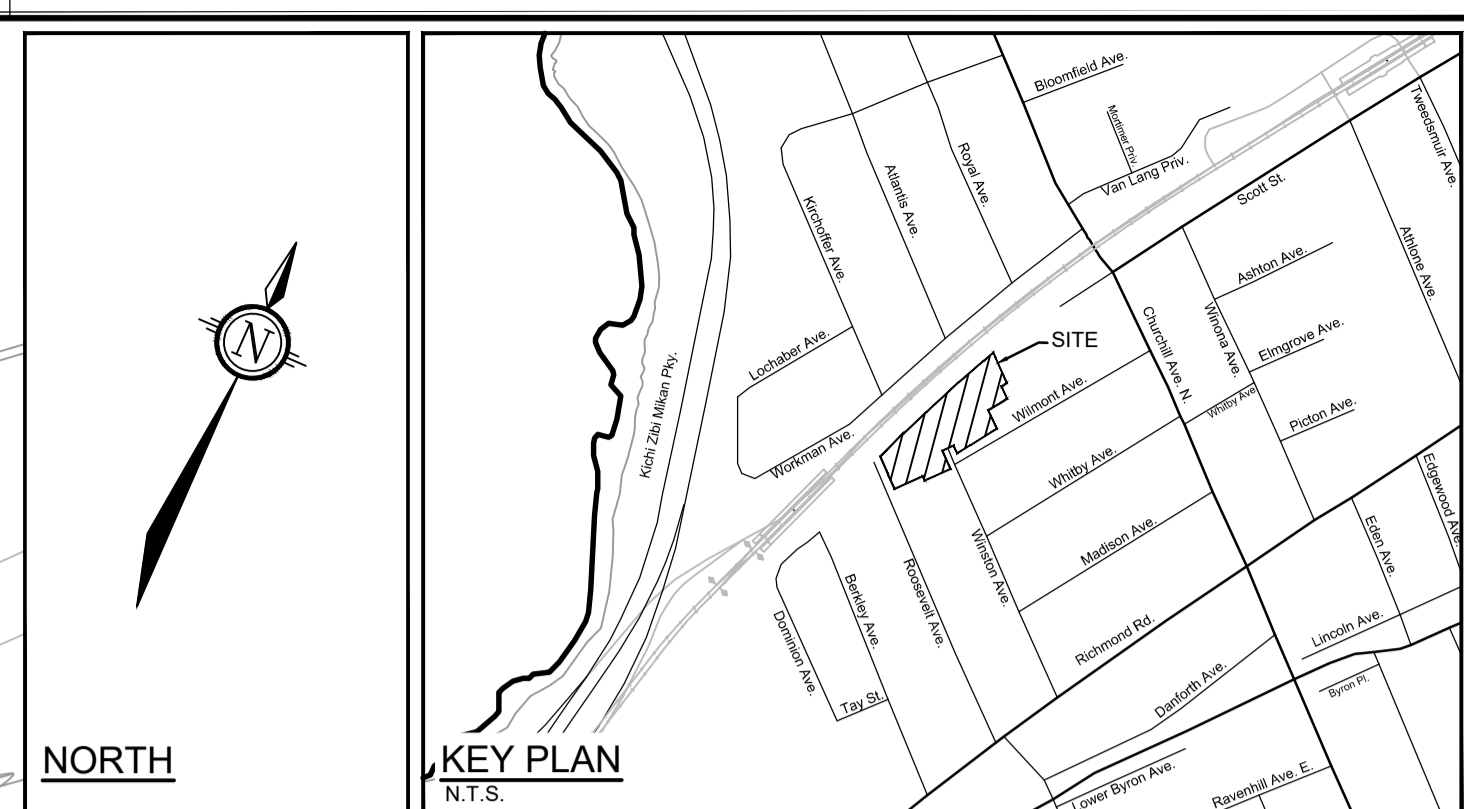 N
NORTH
Bloomfield Ave.
Mortimer Priv.
Van Lang Priv.
Tweedsmuir Ave.
Scott St.
Royal Ave.
Atlantis Ave.
Kirchoffer Ave.
Athlone Ave.
Ashton Ave.
Winona Ave.
Elmgrove Ave.
Churchill Ave. N.
SITE
Lochaber Ave.
Kichi Zibi Mikan Pky.
Wilmont Ave.
Whitby Ave
Picton Ave.
Workman Ave.
Whitby Ave.
Edgewood Ave.
Madison Ave.
Eden Ave.
Winston Ave.
Roosevelt Ave.
Berkley Ave.
Dominion Ave.
Richmond Rd.
Lincoln Ave.
Tay St.
Danforth Ave.
Byron Pl.
Lower Byron Ave.
Ravenhill Ave. E.
KEY PLAN
N.T.S.